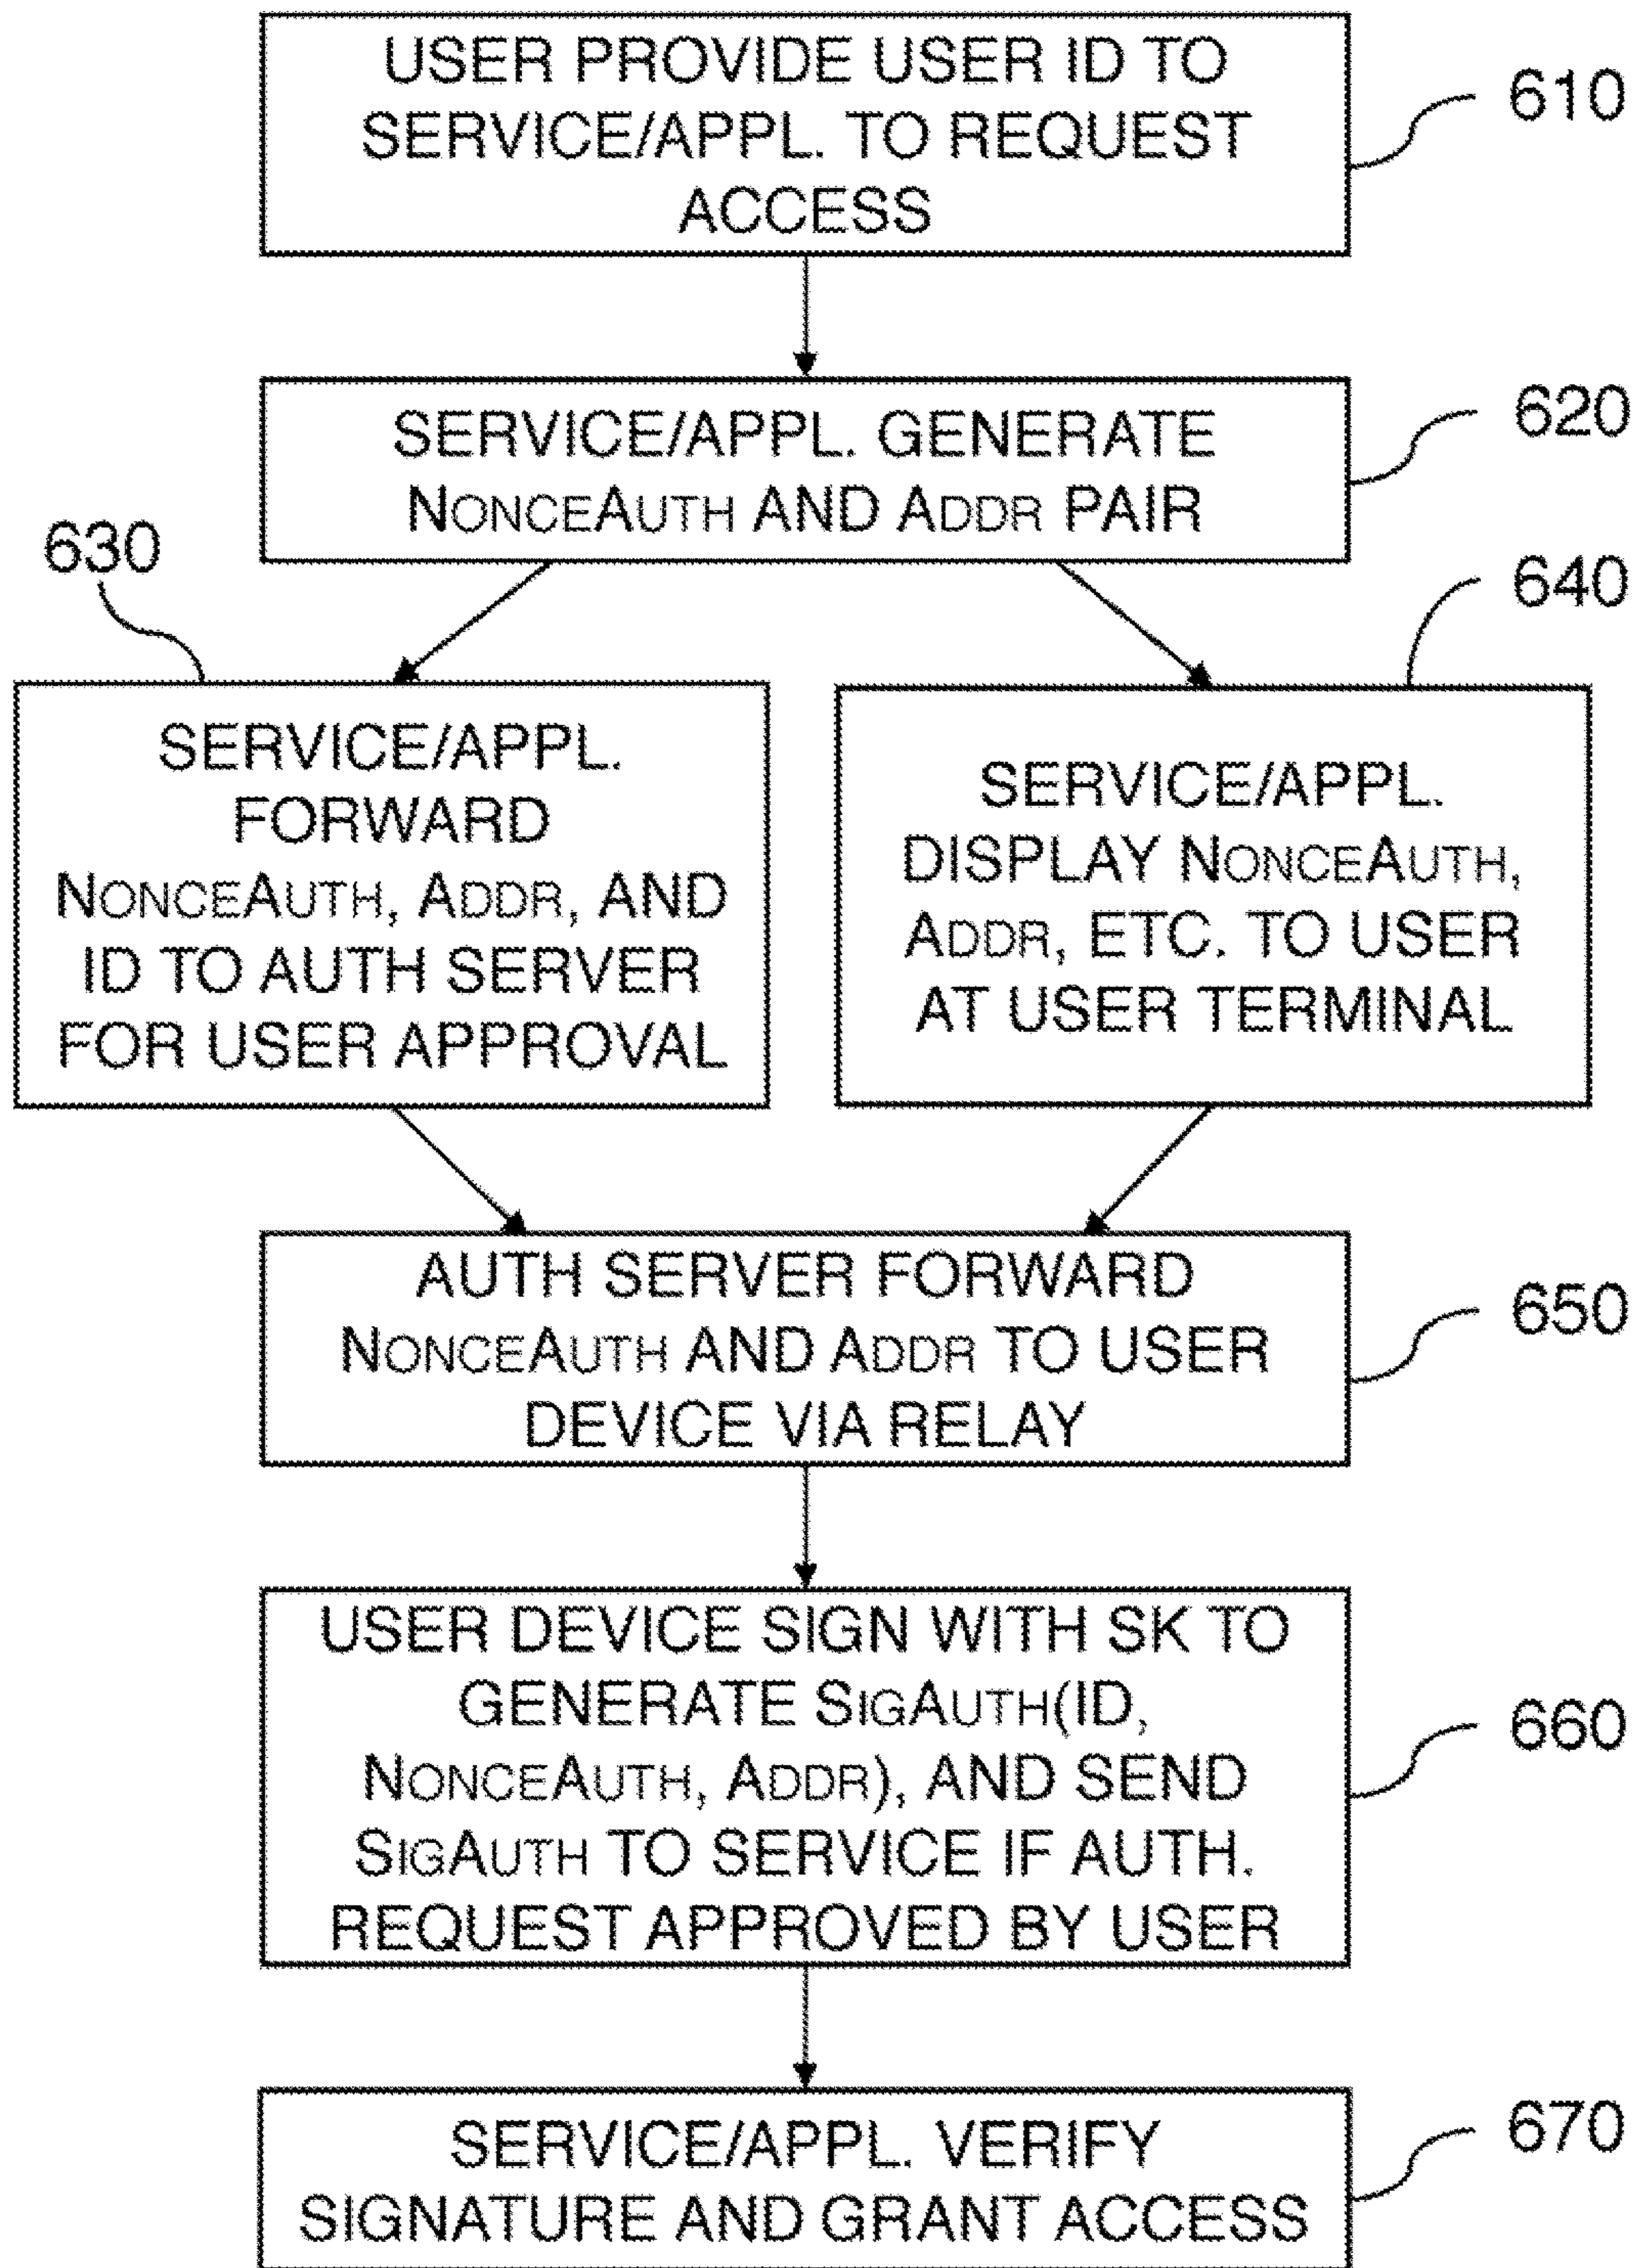 USER PROVIDE USER ID TO
SERVICE/APPL. TO REQUEST
ACCESS
610
SERVICE/APPL. GENERATE
NONCEAUTH AND ADDR PAIR
620
630
640
SERVICE/APPL.
FORWARD
NONCEAUTH, ADDR, AND
ID TO AUTH SERVER
FOR USER APPROVAL
SERVICE/APPL.
DISPLAY NONCEAUTH,
ADDR, ETC. TO USER
AT USER TERMINAL
AUTH SERVER FORWARD
NONCEAUTH AND ADDR TO USER
DEVICE VIA RELAY
650
USER DEVICE SIGN WITH SK TO
GENERATE SIGAUTH(ID,
NONCEAUTH, ADDR), AND SEND
SIGAUTH TO SERVICE IF AUTH.
REQUEST APPROVED BY USER
660
SERVICE/APPL. VERIFY
SIGNATURE AND GRANT ACCESS
670